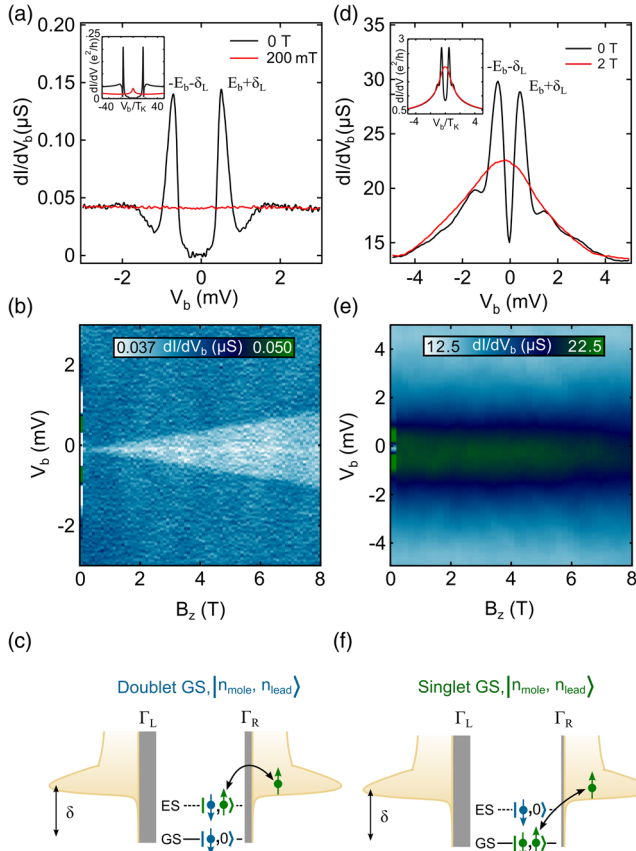 (a)
.25
0
dI/dV (e²/h)
-40 V_b/T_K 40
0 T
200 mT
-E_b-δ_L
E_b+δ_L
0.20
0.15
0.10
0.05
0
dI/dV_b (μS)
-2 0 2
V_b (mV)
(d)
3
0.5
dI/dV (e²/h)
-4 V_b/T_K 4
0 T
2 T
-E_b-δ_L
E_b+δ_L
35
30
25
20
15
dI/dV_b (μS)
-4 -2 0 2 4
V_b (mV)
(b)
0.037 dI/dV_b (μS) 0.050
2
0
-2
V_b (mV)
0 2 4 6 8
B_z (T)
(e)
12.5 dI/dV_b (μS) 22.5
4
2
0
-2
-4
V_b (mV)
0 2 4 6 8
B_z (T)
(c)
Doublet GS, |n_mole, n_lead⟩
Γ_L Γ_R
δ
ES |, ⟩
GS |,0⟩
(f)
Singlet GS, |n_mole, n_lead⟩
Γ_L Γ_R
δ
ES |,0⟩
GS |, ⟩